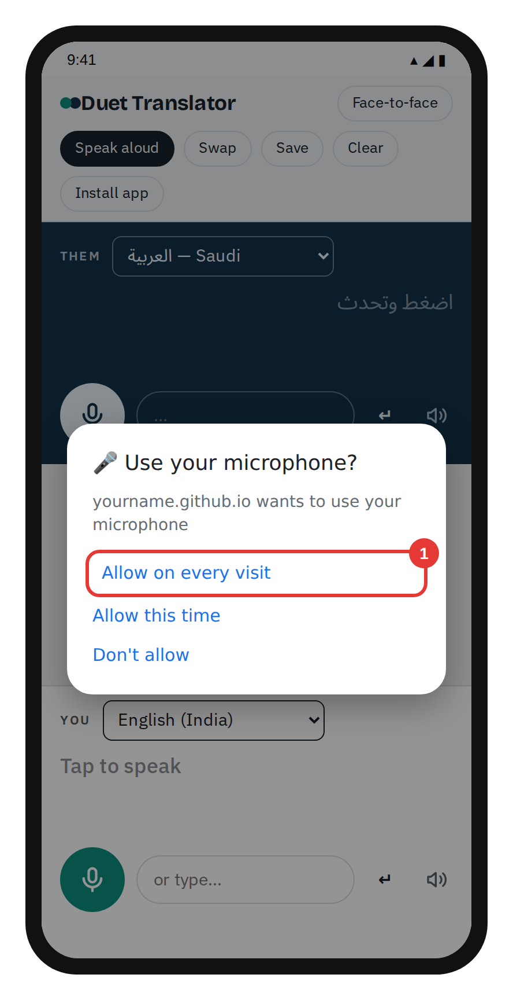 9:41
Duet Translator
Face-to-face
Speak aloud
Swap
Save
Clear
Install app
THEM
العربية — Saudi
اضغط وتحدث
...
🎤 Use your microphone?
yourname.github.io wants to use your
microphone
1
Allow on every visit
Allow this time
Don't allow
YOU
English (India)
Tap to speak
or type...